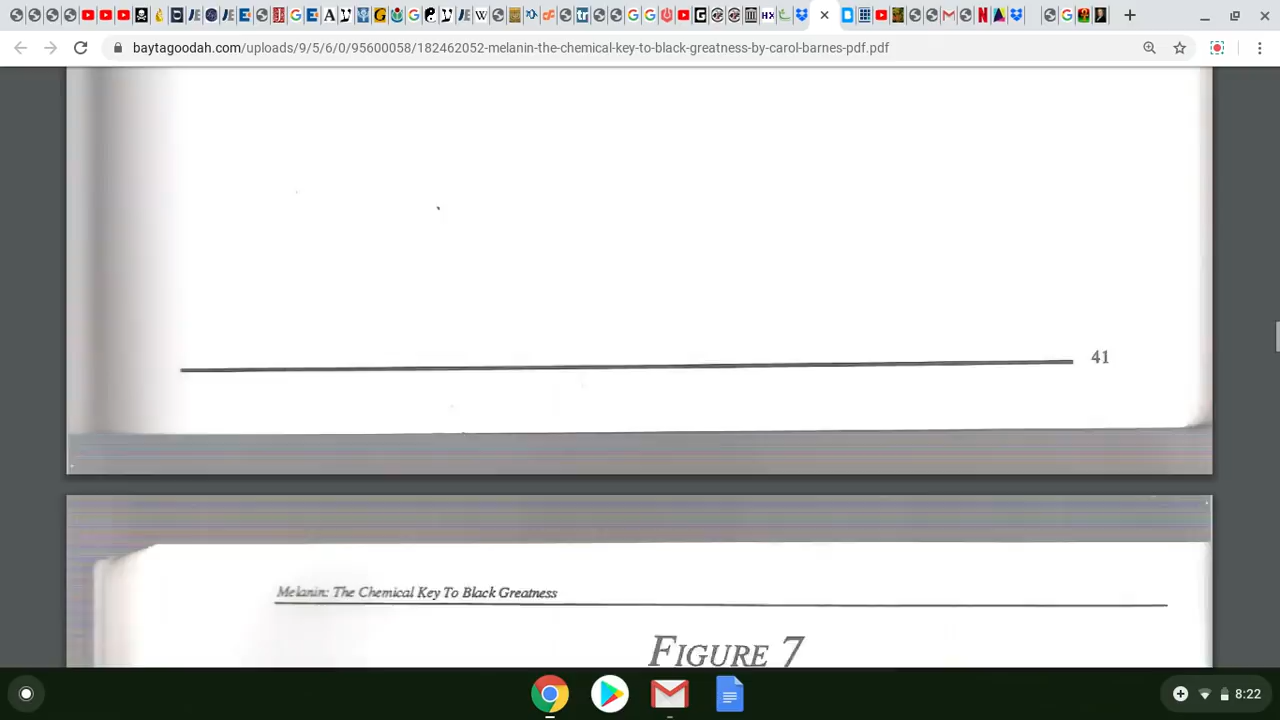 baytagoodah.com/uploads/9/5/6/0/95600058/182462052-melanin-the-chemical-key-to-black-greatness-by-carol-barnes-pdf.pdf
41
Melanin: The Chemical Key To Black Greatness
FIGURE 7
8:22